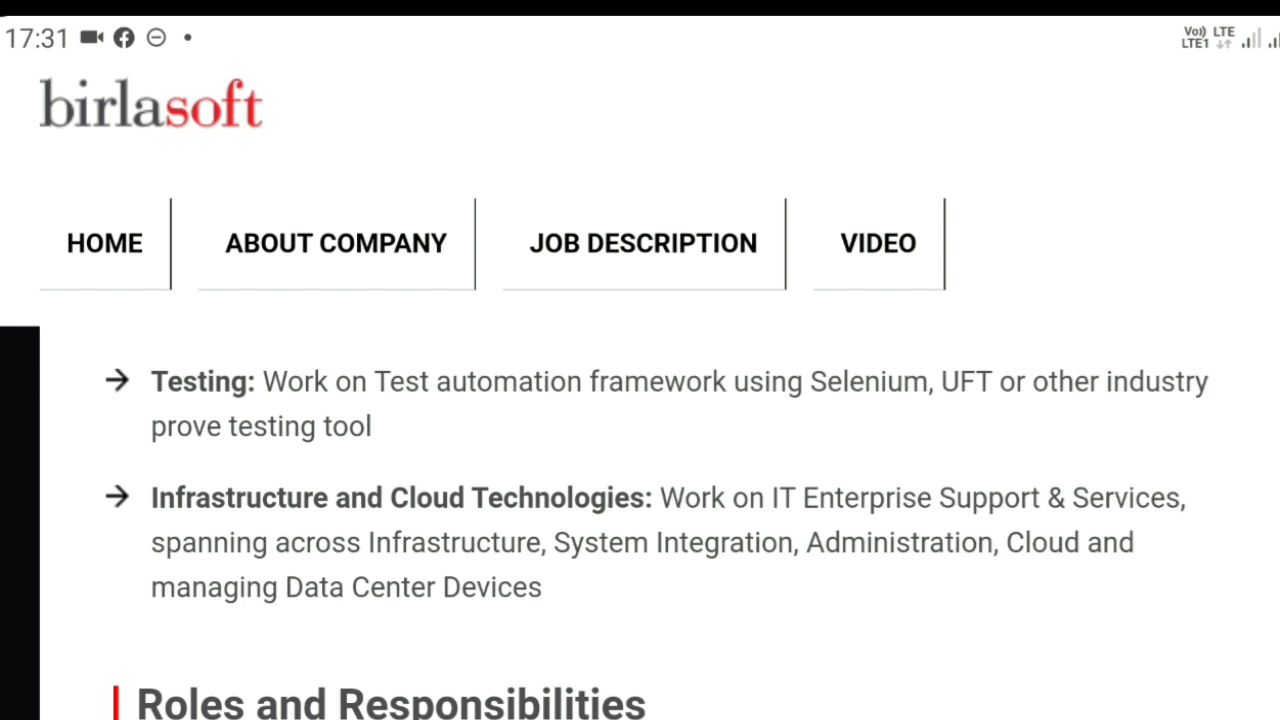 17:31
Vo)) LTE
LTE1
birlasoft
HOME
ABOUT COMPANY
JOB DESCRIPTION
VIDEO
Testing: Work on Test automation framework using Selenium, UFT or other industry
prove testing tool
Infrastructure and Cloud Technologies: Work on IT Enterprise Support & Services,
spanning across Infrastructure, System Integration, Administration, Cloud and
managing Data Center Devices
Roles and Responsibilities